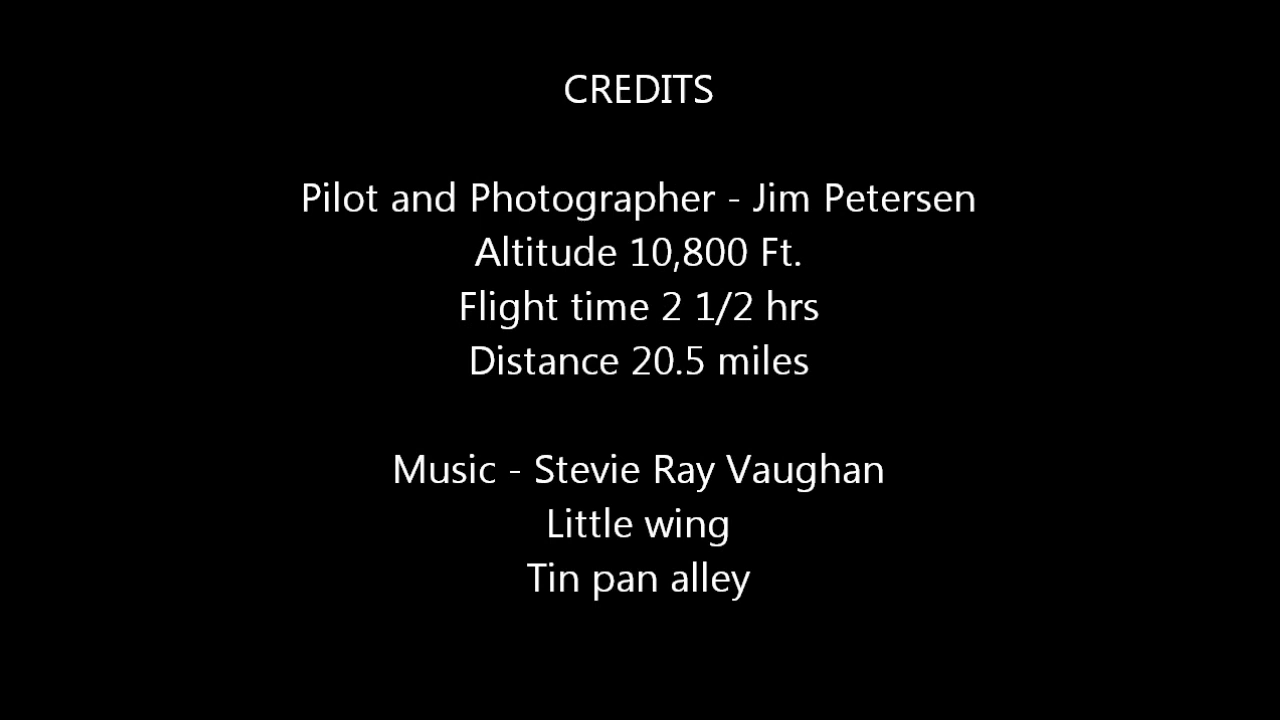 CREDITS
Pilot and Photographer - Jim Petersen
Altitude 10,800 Ft.
Flight time 2 1/2 hrs
Distance 20.5 miles
Music - Stevie Ray Vaughan
Little wing
Tin pan alley